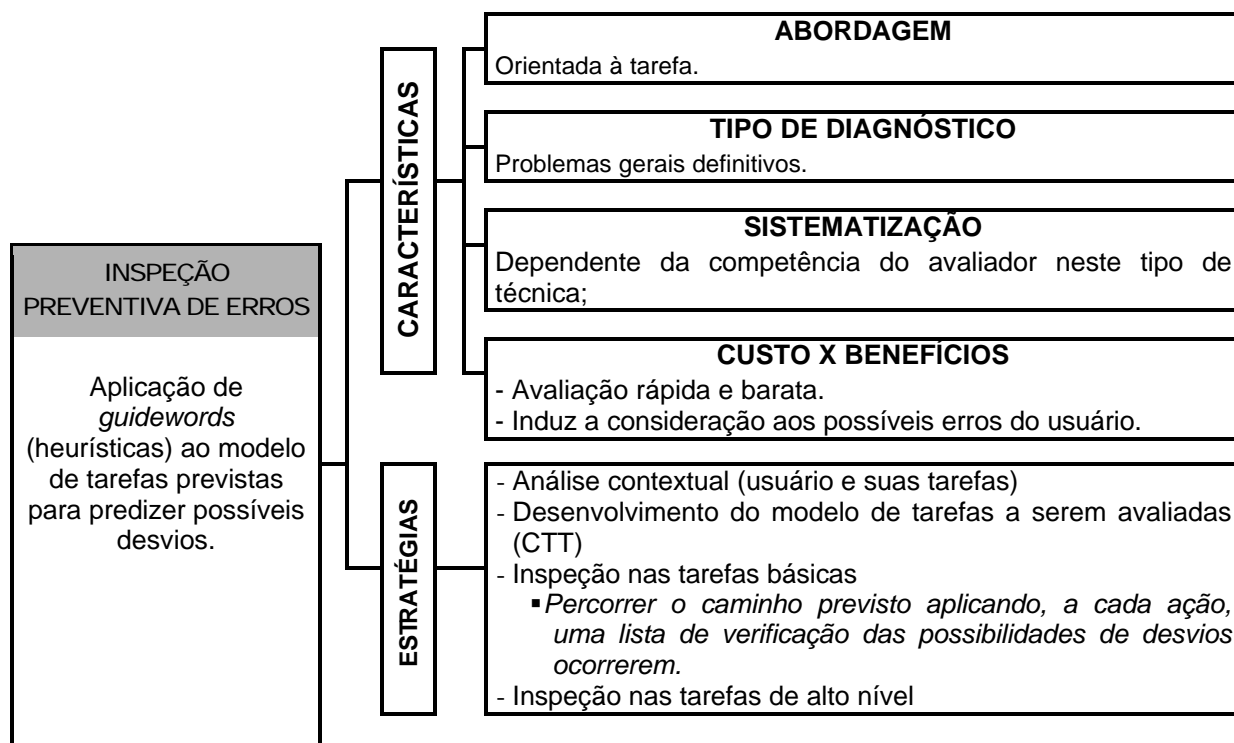 INSPEÇÃO
PREVENTIVA DE ERROS
Aplicação de
guidewords
(heurísticas) ao modelo
de tarefas previstas
para predizer possíveis
desvios.
CARACTERÍSTICAS
ABORDAGEM
Orientada à tarefa.
TIPO DE DIAGNÓSTICO
Problemas gerais definitivos.
SISTEMATIZAÇÃO
Dependente da competência do avaliador neste tipo de
técnica;
CUSTO X BENEFÍCIOS
- Avaliação rápida e barata.
- Induz a consideração aos possíveis erros do usuário.
ESTRATÉGIAS
- Análise contextual (usuário e suas tarefas)
- Desenvolvimento do modelo de tarefas a serem avaliadas
(CTT)
- Inspeção nas tarefas básicas
▪ Percorrer o caminho previsto aplicando, a cada ação,
uma lista de verificação das possibilidades de desvios
ocorrerem.
- Inspeção nas tarefas de alto nível